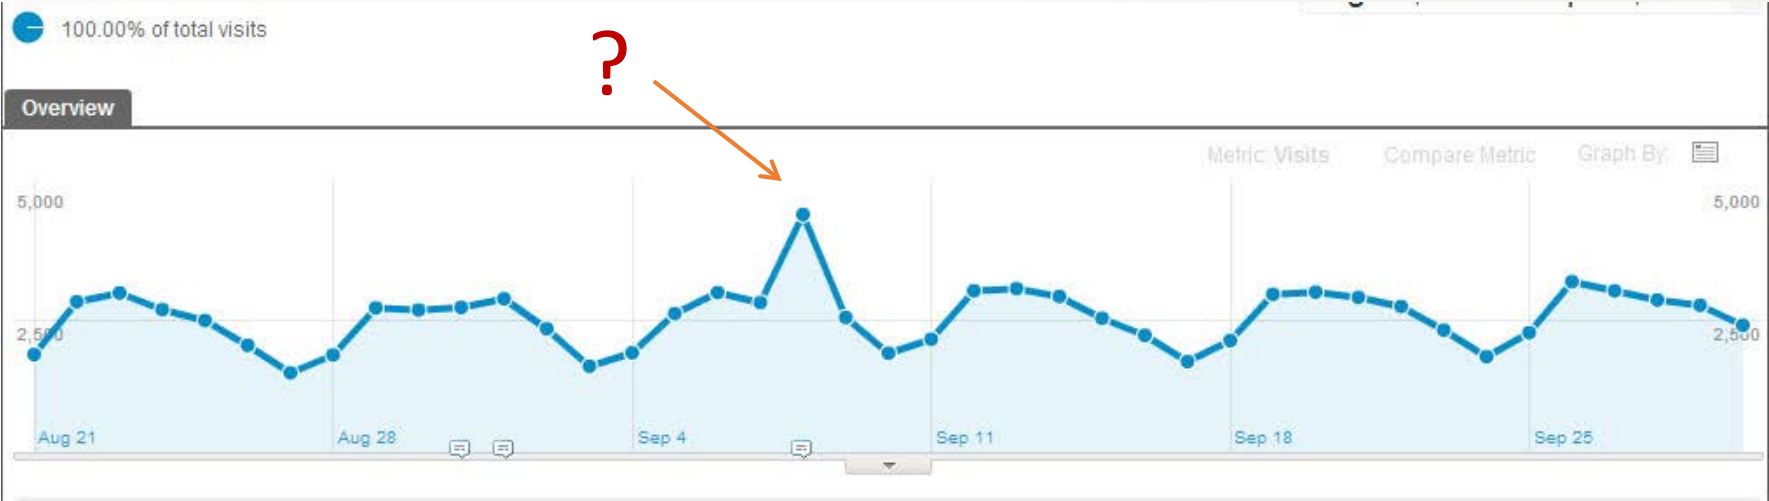 100.00% of total visits
?
Overview
Metric: Visits Compare Metric Graph By:
5,000 5,000
2,500 2,500
Aug 21 Aug 28 Sep 4 Sep 11 Sep 18 Sep 25